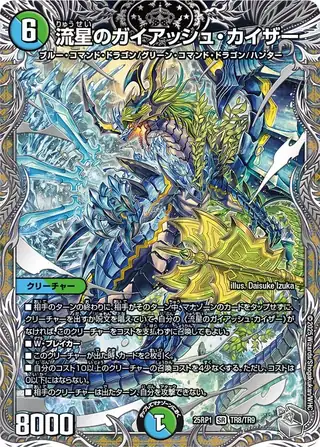 6
りゅうせい
流星のガイアッシュ・カイザー
ブルー・コマンド・ドラゴン/グリーン・コマンド・ドラゴン/ハンター
illus. Daisuke Izuka
クリーチャー
■相手のターンの終わりに、相手がそのターン中マナゾーンのカードをタップせずに、
クリーチャーを出すか呪文を唱えていて、自分の《流星のガイアッシュ・カイザー》が
なければ、このクリーチャーをコストを支払わずに召喚してもよい。
■W・ブレイカー
■このクリーチャーが出た時、カードを2枚引く。
■自分のコスト10以上のクリーチャーの召喚コストを4少なくする。ただし、コストは
0以下にはならない。
■相手のクリーチャーは出たターン、自分を攻撃できない。
8000
1
25RP1 SR TR8/TR9